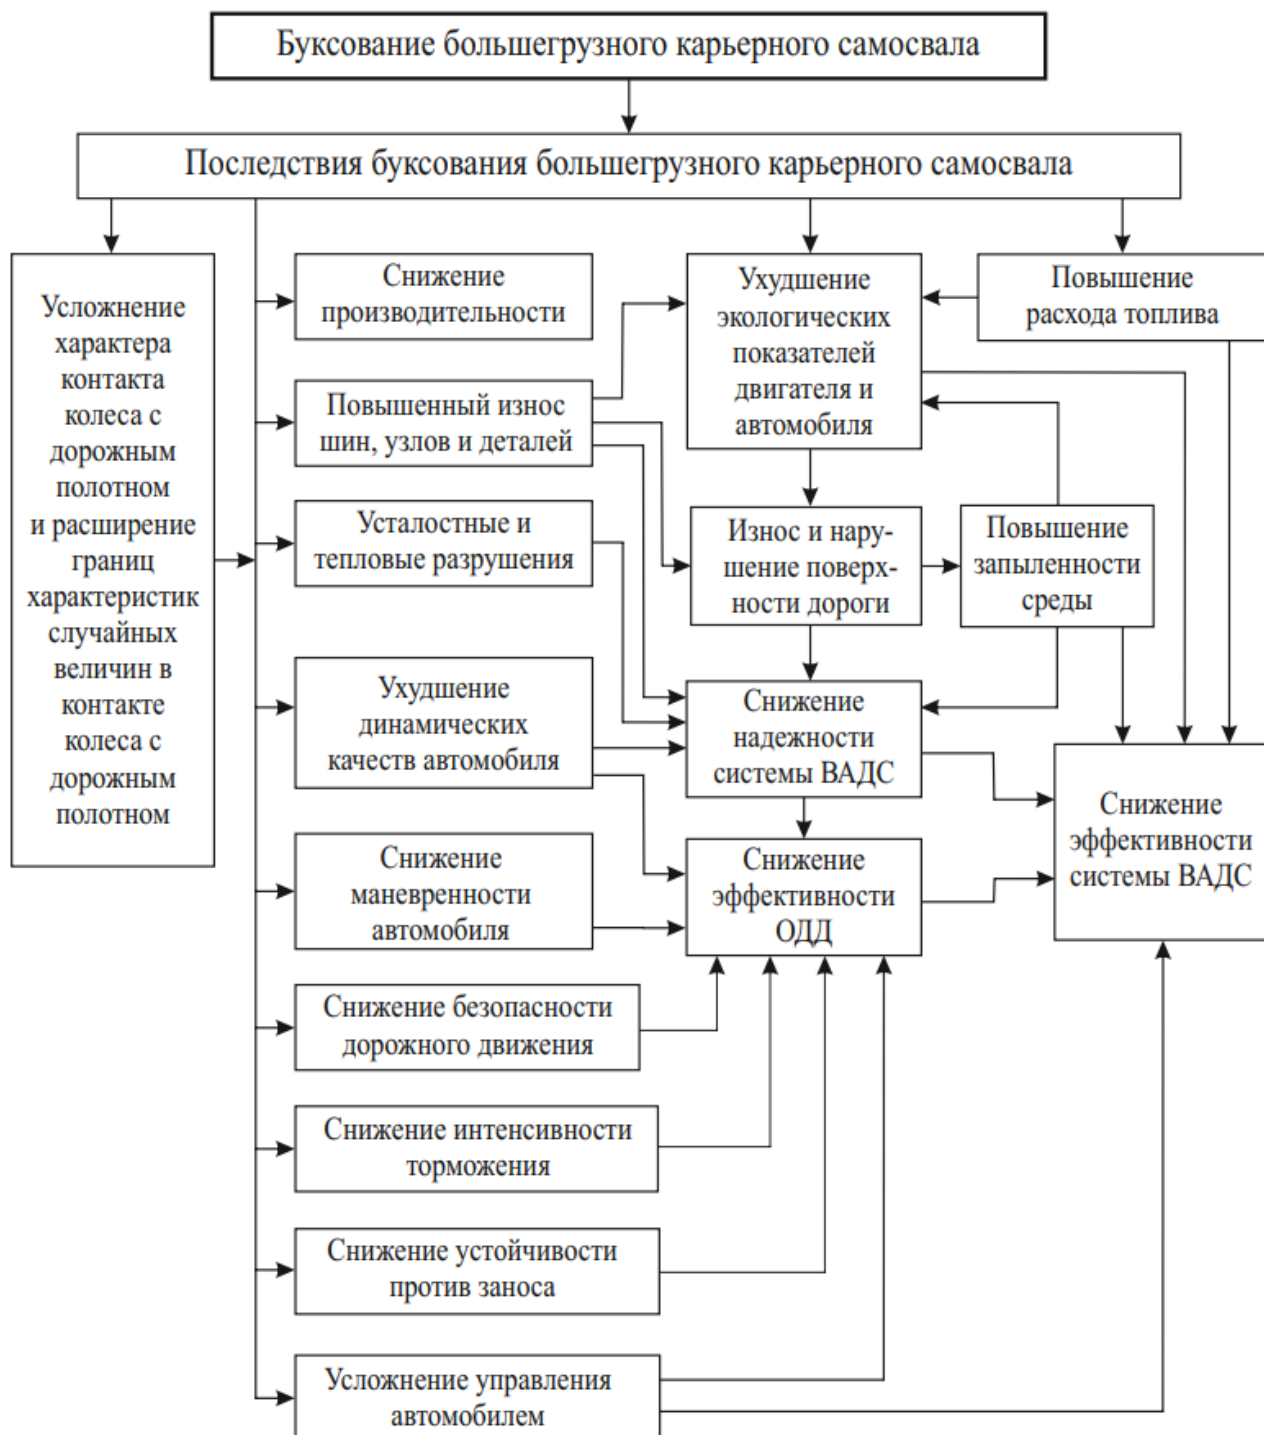 Буксование большегрузного карьерного самосвала
Последствия буксования большегрузного карьерного самосвала
Усложнение
характера
контакта
колеса с
дорожным
полотном
и расширение
границ
характеристик
случайных
величин в
контакте
колеса с
дорожным
полотном
Снижение
производительности
Повышенный износ
шин, узлов и деталей
Усталостные и
тепловые разрушения
Ухудшение
динамических
качеств автомобиля
Снижение
маневренности
автомобиля
Снижение безопасности
дорожного движения
Снижение интенсивности
торможения
Снижение устойчивости
против заноса
Усложнение управления
автомобилем
Ухудшение
экологических
показателей
двигателя и
автомобиля
Износ и нару-
шение поверх-
ности дороги
Снижение
надежности
системы ВАДС
Снижение
эффективности
ОДД
Повышение
расхода топлива
Повышение
запыленности
среды
Снижение
эффективности
системы ВАДС